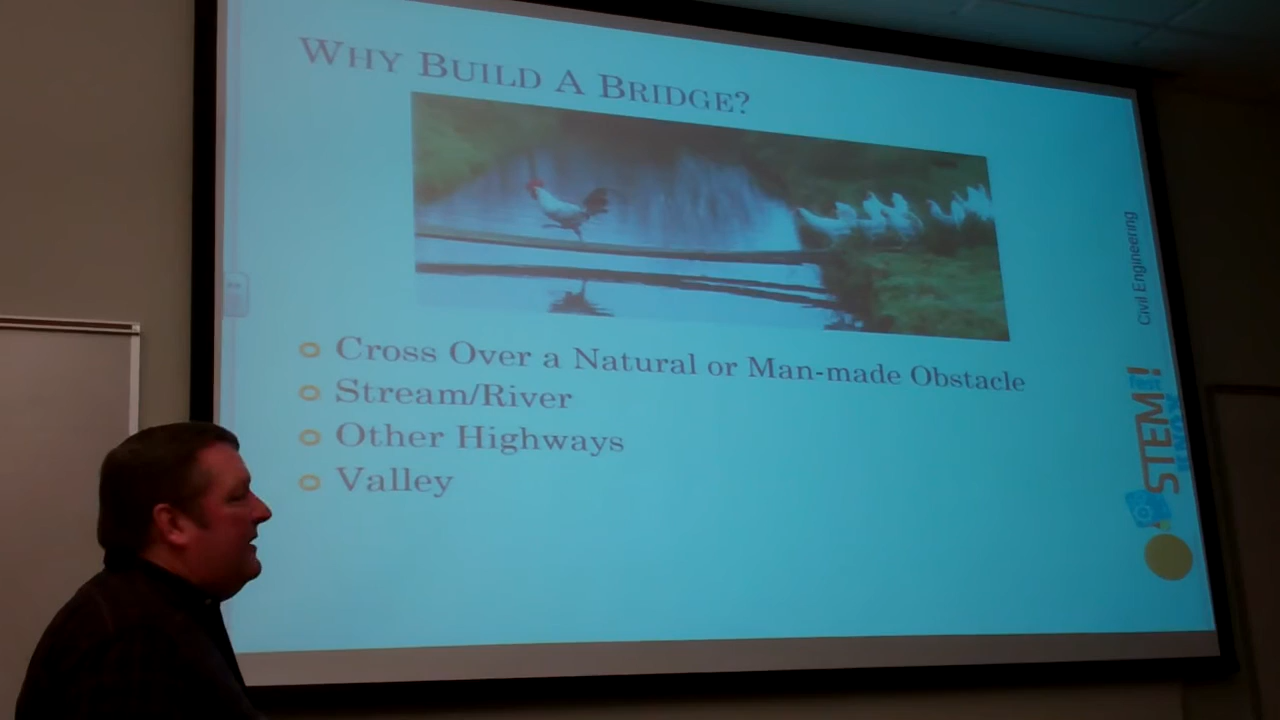 WHY BUILD A BRIDGE?
Cross Over a Natural or Man-made Obstacle
Stream/River
Other Highways
Valley
Civil Engineering
STEM!